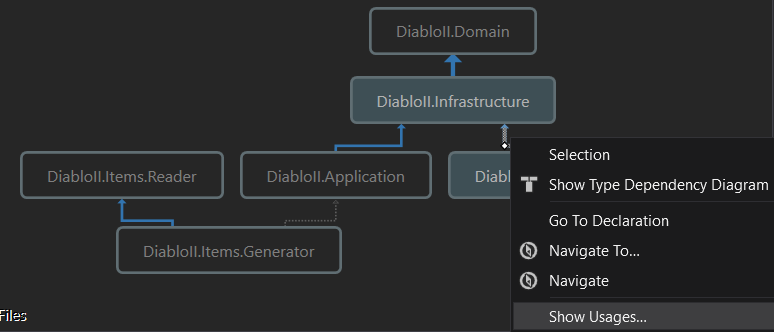 DiabloII.Domain
DiabloII.Infrastructure
DiabloII.Items.Reader
DiabloII.Application
Diabl
DiabloII.Items.Generator
Files
Selection
Show Type Dependency Diagram
Go To Declaration
Navigate To...
Navigate
Show Usages...